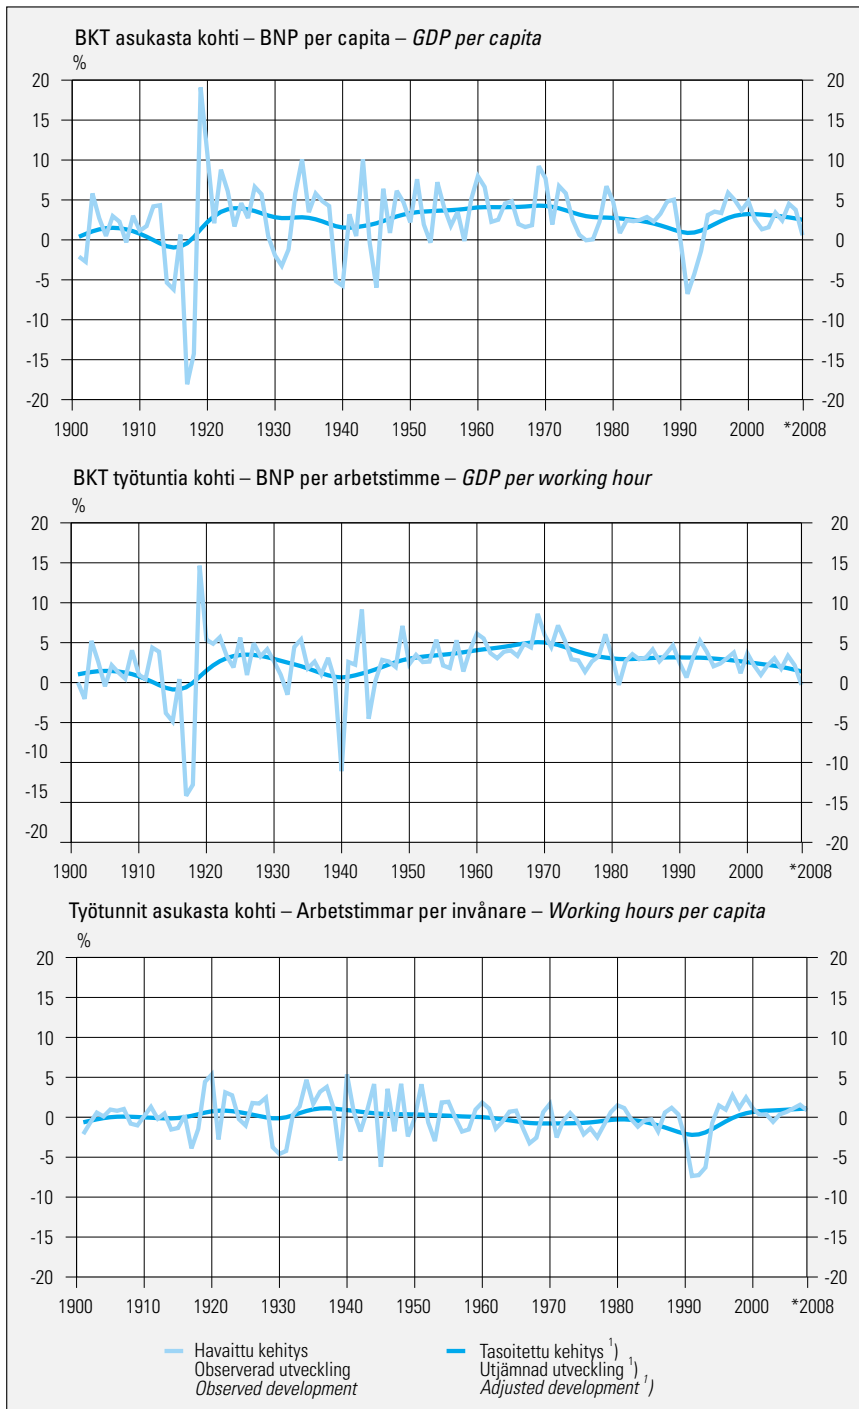 BKT asukasta kohti – BNP per capita – GDP per capita
%
20 20
15 15
10 10
5 5
0 0
-5 -5
-10 -10
-15 -15
-20 -20
1900 1910 1920 1930 1940 1950 1960 1970 1980 1990 2000 *2008
BKT työtuntia kohti – BNP per arbetstimme – GDP per working hour
%
20 20
15 15
10 10
5 5
0 0
-5 -5
-10 -10
-15 -15
-20 -20
1900 1910 1920 1930 1940 1950 1960 1970 1980 1990 2000 *2008
Työtunnit asukasta kohti – Arbetstimmar per invånare – Working hours per capita
%
20 20
15 15
10 10
5 5
0 0
-5 -5
-10 -10
-15 -15
-20 -20
1900 1910 1920 1930 1940 1950 1960 1970 1980 1990 2000 *2008
Havaittu kehitys
Observerad utveckling
Observed development
Tasoitettu kehitys ¹)
Utjämnad utveckling ¹)
Adjusted development ¹)